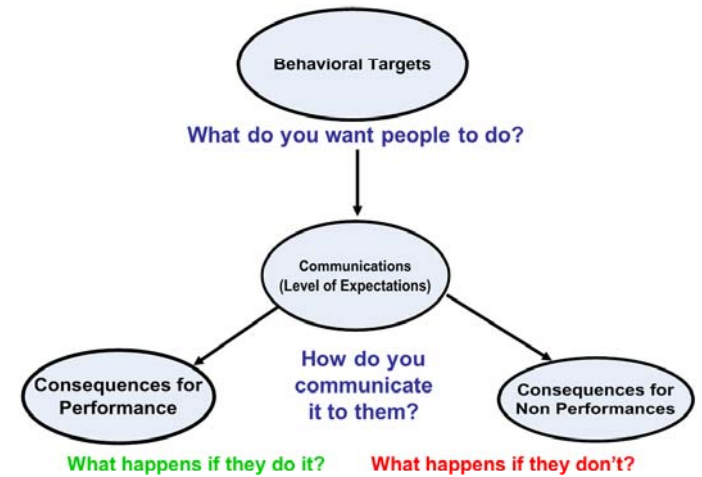 Behavioral Targets
What do you want people to do?
Communications
(Level of Expectations)
How do you
communicate
it to them?
Consequences for
Performance
Consequences for
Non Performances
What happens if they do it?
What happens if they don't?